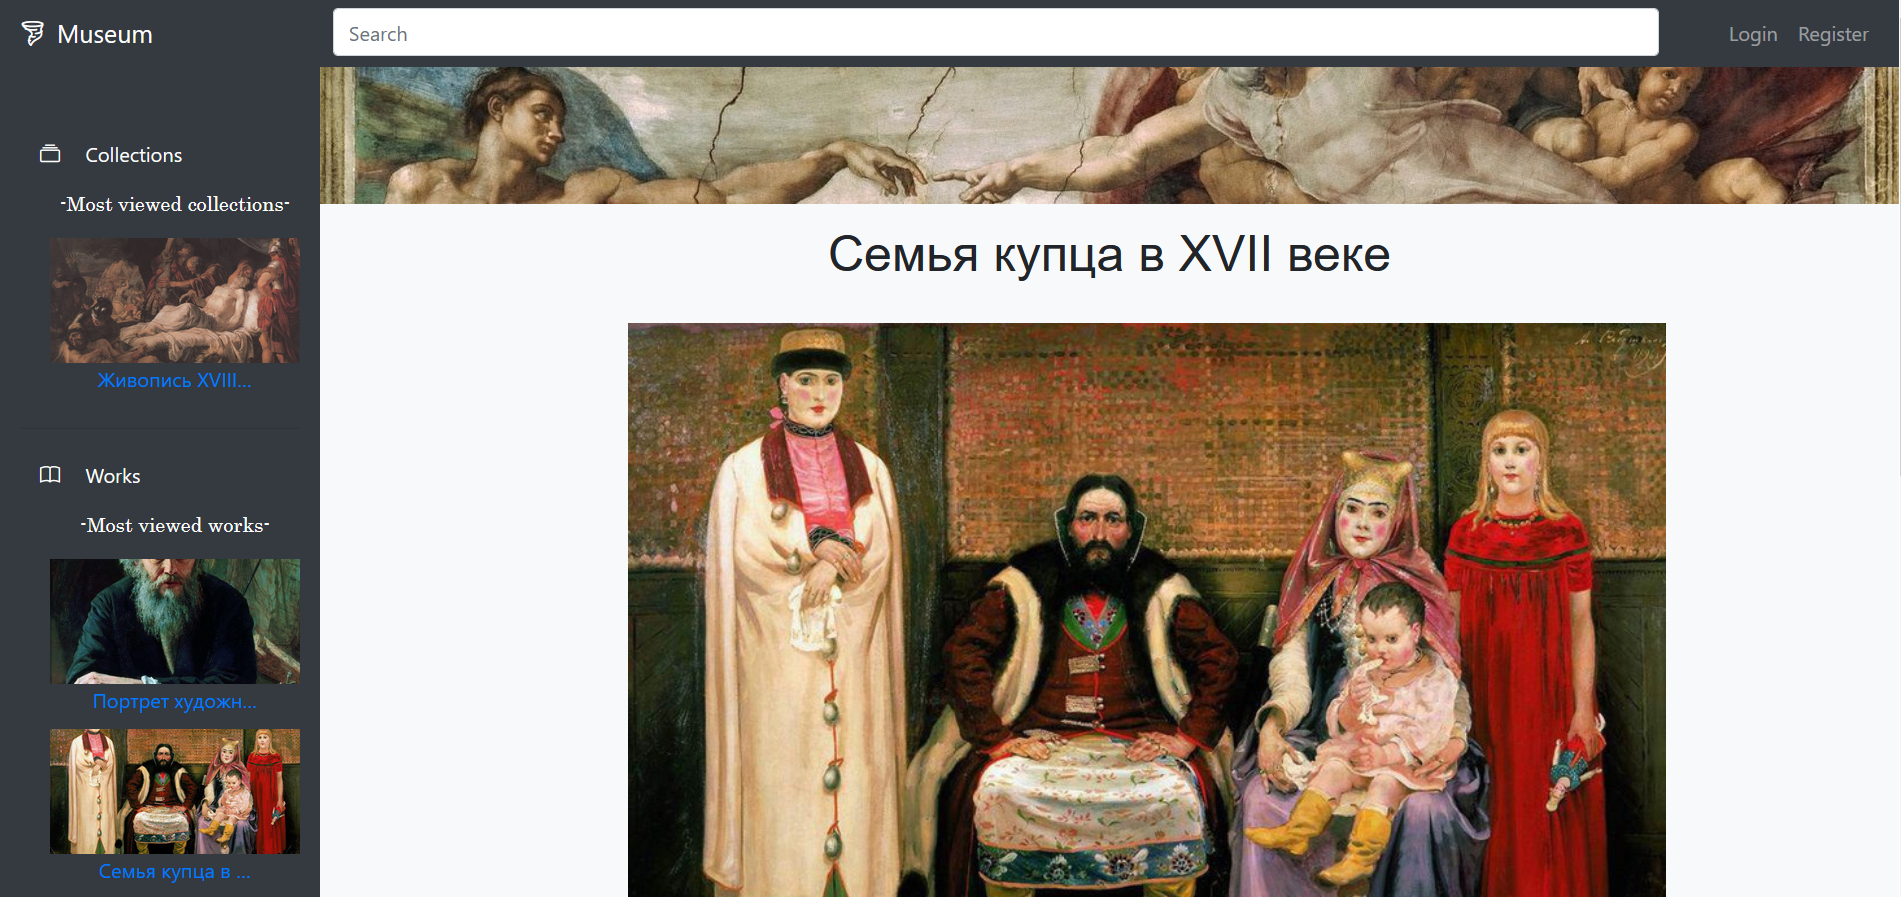 Museum
Search
Login
Register
Collections
-Most viewed collections-
Живопись XVIII...
Works
-Most viewed works-
Портрет художн...
Семья купца в ...
Семья купца в XVII веке